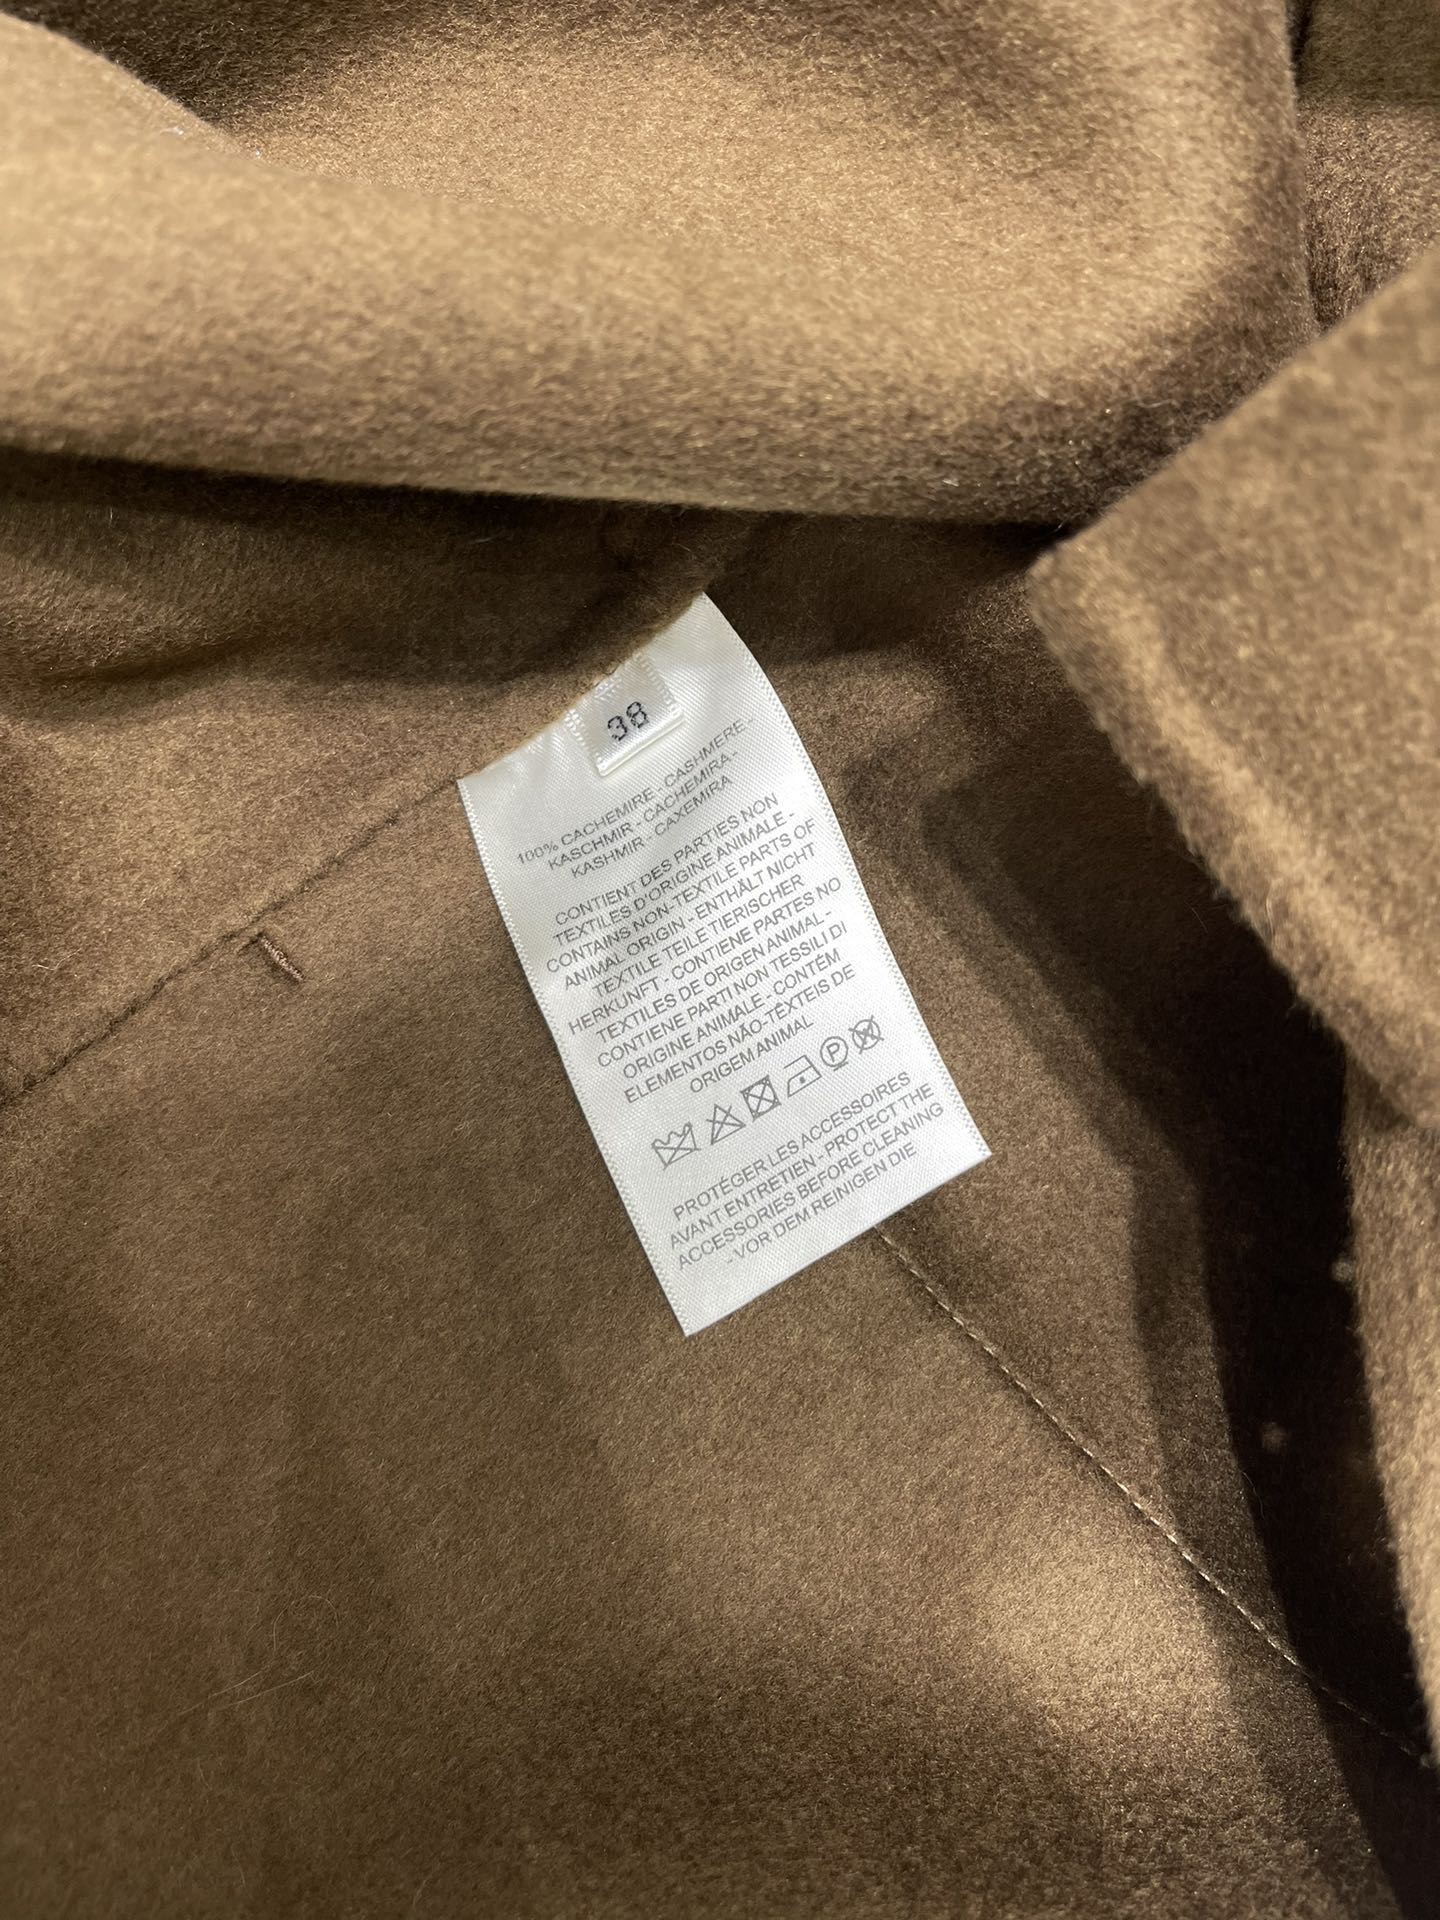 38
100% CACHEMIRE - CASHMERE -
KASCHMIR - CACHEMIRA -
KASHMIR - CAXEMIRA
CONTIENT DES PARTIES NON
TEXTILES D'ORIGINE ANIMALE -
CONTAINS NON-TEXTILE PARTS OF
ANIMAL ORIGIN - ENTHÄLT NICHT
TEXTILE TEILE TIERISCHER
HERKUNFT - CONTIENE PARTES NO
TEXTILES DE ORIGEN ANIMAL -
CONTIENE PARTI NON TESSILI DI
ORIGINE ANIMALE - CONTÉM
ELEMENTOS NÃO-TÊXTEIS DE
ORIGEM ANIMAL
P
PROTÉGER LES ACCESSOIRES
AVANT ENTRETIEN - PROTECT THE
ACCESSORIES BEFORE CLEANING
- VOR DEM REINIGEN DIE